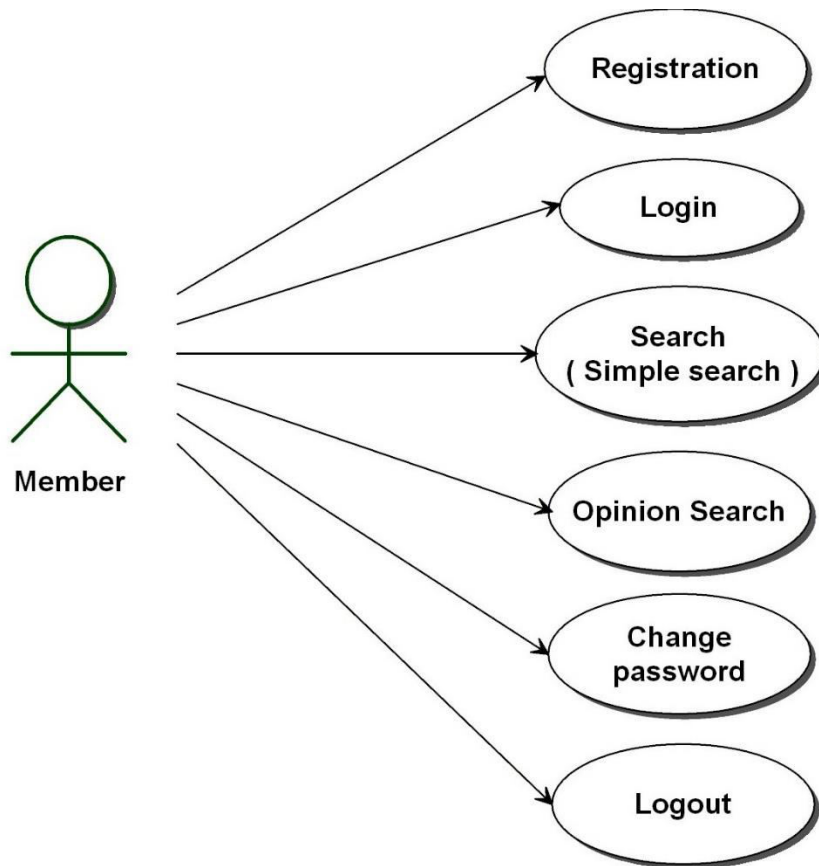 Registration
Login
Search
( Simple search )
Member
Opinion Search
Change
password
Logout